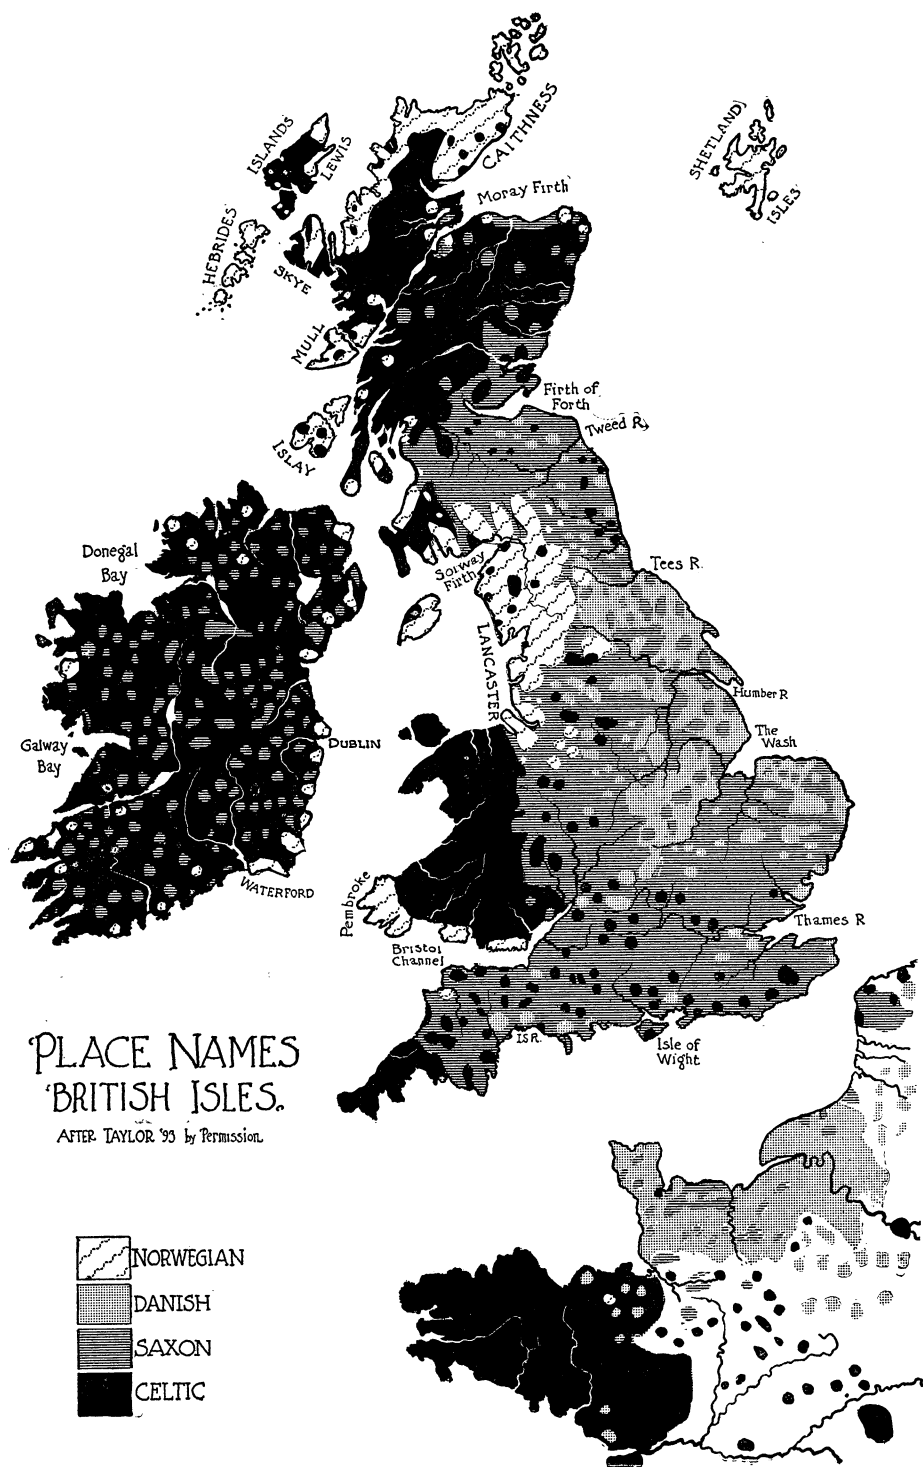 ISLANDS
LEWIS
CAITHNESS
SHETLAND
ISLES
HEBRIDES
SKYE
Moray Firth
MULL
Firth of
Forth
Tweed R.
ISLAY
Donegal
Bay
Solway
Firth
Tees R.
LANCASTER
Humber R
The
Wash
Galway
Bay
DUBLIN
WATERFORD
Pembroke
Bristol
Channel
Thames R
IS R.
Isle of
Wight
PLACE NAMES
BRITISH ISLES.
AFTER TAYLOR '93 by Permission
NORWEGIAN
DANISH
SAXON
CELTIC